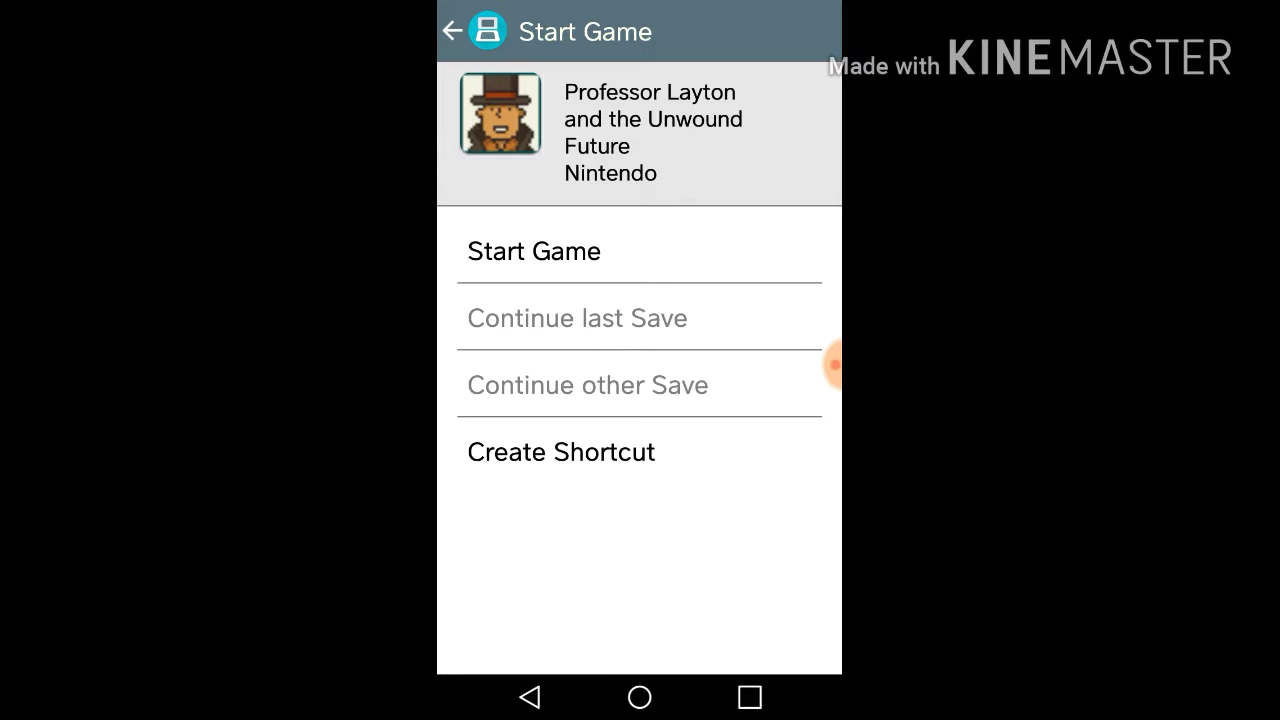 Start Game
Made with KINEMASTER
Professor Layton
and the Unwound
Future
Nintendo
Start Game
Continue last Save
Continue other Save
Create Shortcut